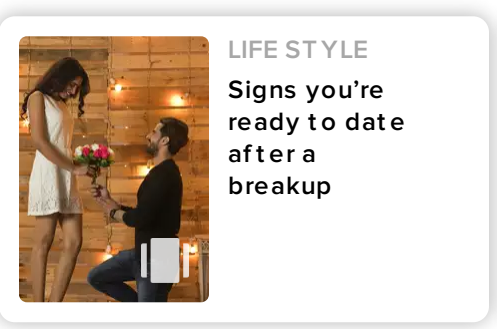 LIFE STYLE
Signs you’re
ready to date
after a
breakup